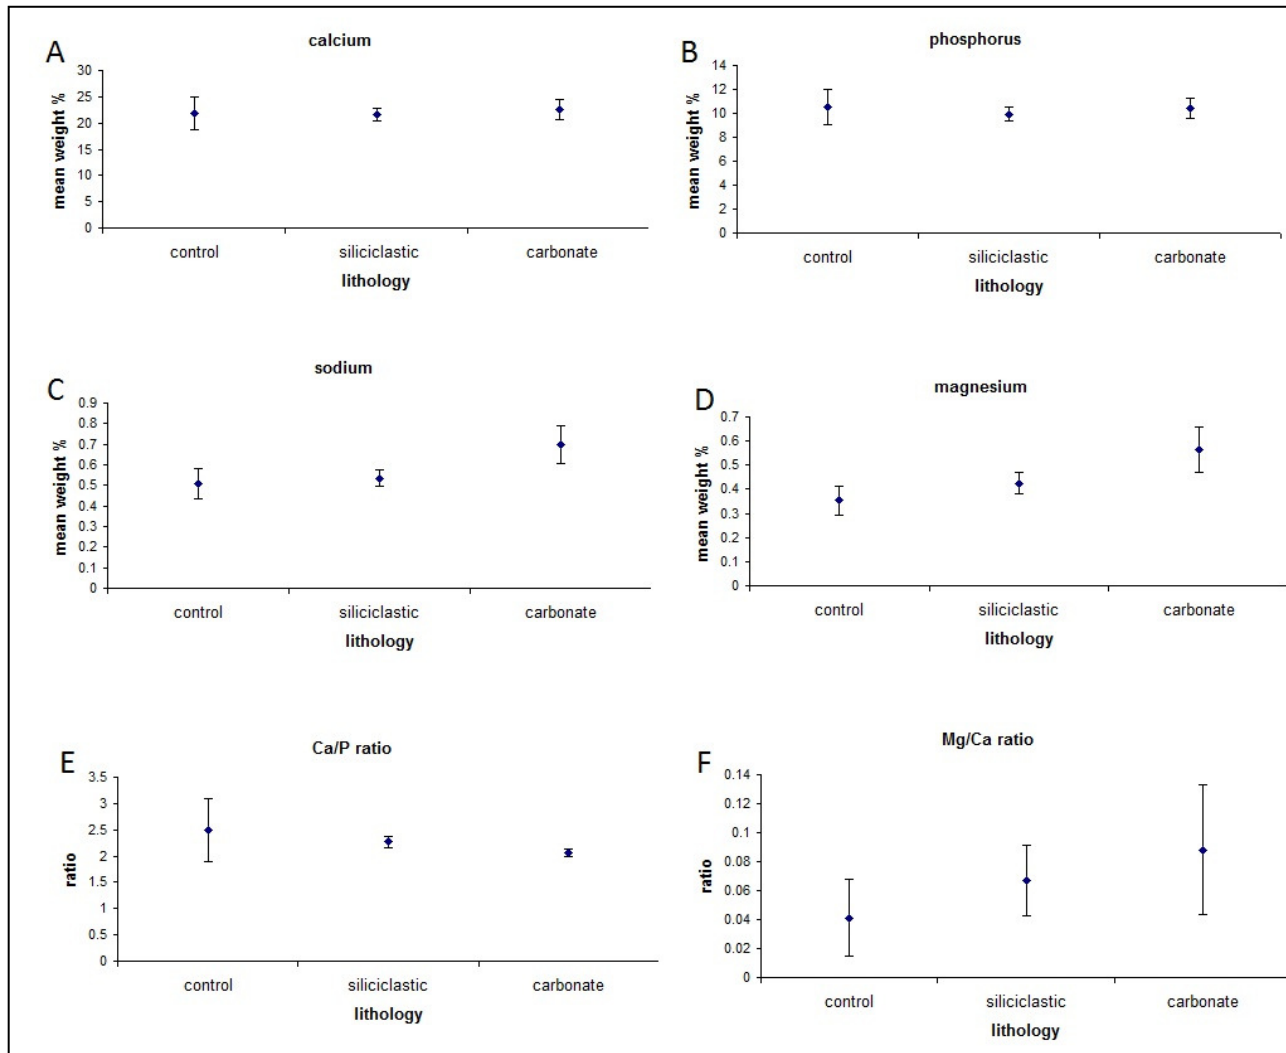 A
calcium
mean weight %
30
25
20
15
10
5
0
control siliciclastic carbonate
lithology
B
phosphorus
mean weight %
14
12
10
8
6
4
2
0
control siliciclastic carbonate
lithology
C
sodium
mean weight %
0.9
0.8
0.7
0.6
0.5
0.4
0.3
0.2
0.1
0
control siliciclastic carbonate
lithology
D
magnesium
mean weight %
0.7
0.6
0.5
0.4
0.3
0.2
0.1
0
control siliciclastic carbonate
lithology
E
Ca/P ratio
ratio
3.5
3
2.5
2
1.5
1
0.5
0
control siliciclastic carbonate
lithology
F
Mg/Ca ratio
ratio
0.14
0.12
0.1
0.08
0.06
0.04
0.02
0
control siliciclastic carbonate
lithology